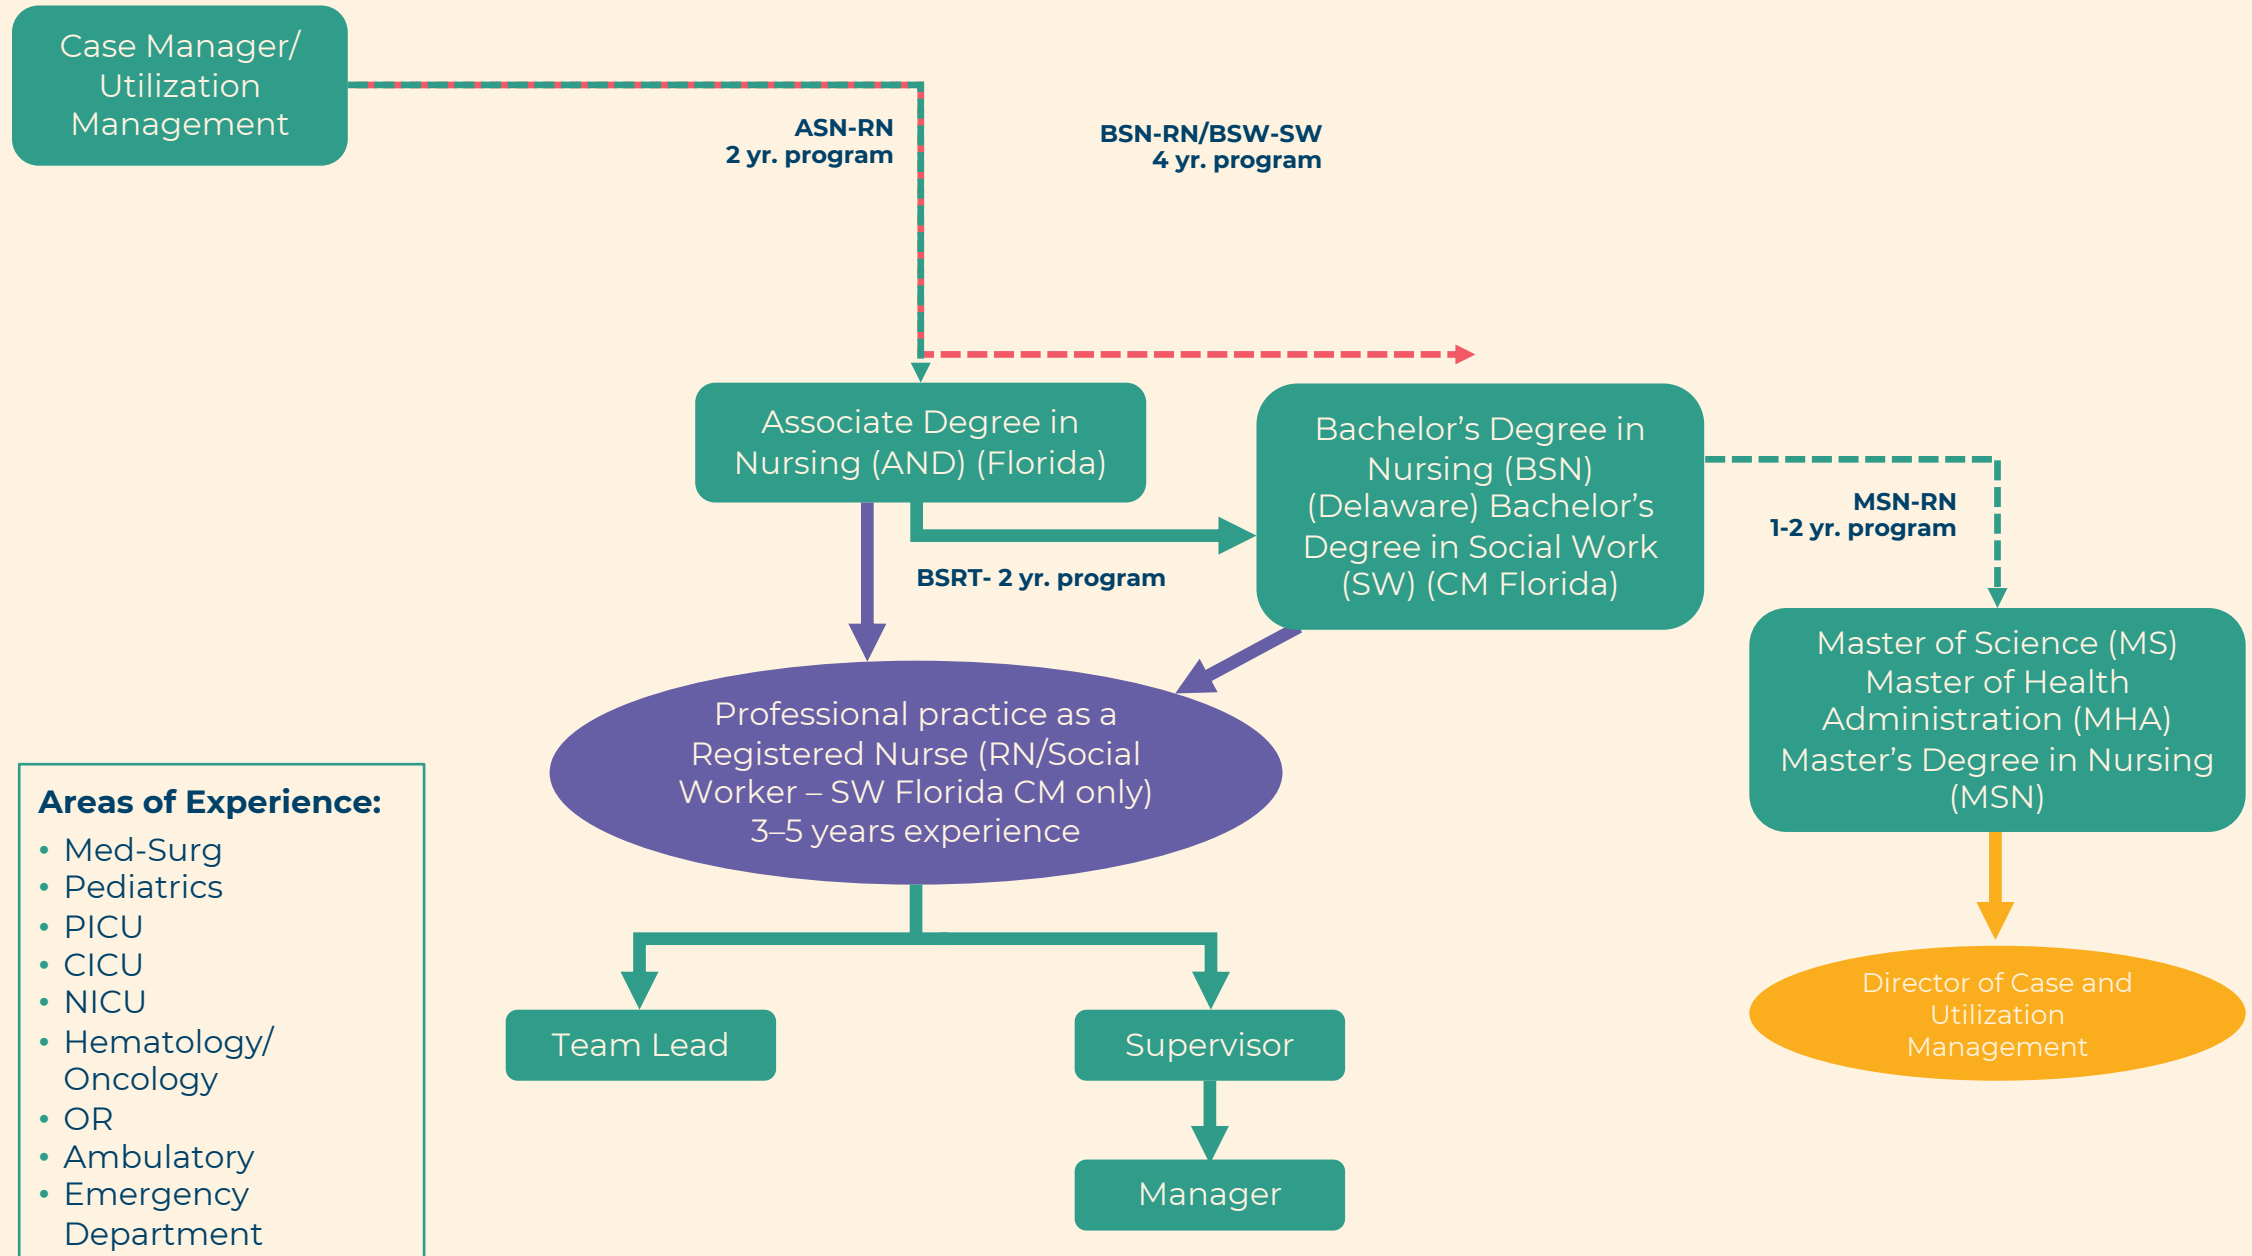 Case Manager/
Utilization
Management
ASN-RN
2 yr. program
BSN-RN/BSW-SW
4 yr. program
Associate Degree in
Nursing (AND) (Florida)
Bachelor’s Degree in
Nursing (BSN)
(Delaware) Bachelor’s
Degree in Social Work
(SW) (CM Florida)
MSN-RN
1-2 yr. program
BSRT- 2 yr. program
Master of Science (MS)
Master of Health
Administration (MHA)
Master’s Degree in Nursing
(MSN)
Professional practice as a
Registered Nurse (RN/Social
Worker – SW Florida CM only)
3–5 years experience
Areas of Experience:
• Med-Surg
• Pediatrics
• PICU
• CICU
• NICU
• Hematology/
Oncology
• OR
• Ambulatory
• Emergency
Department
Team Lead
Supervisor
Manager
Director of Case and
Utilization
Management